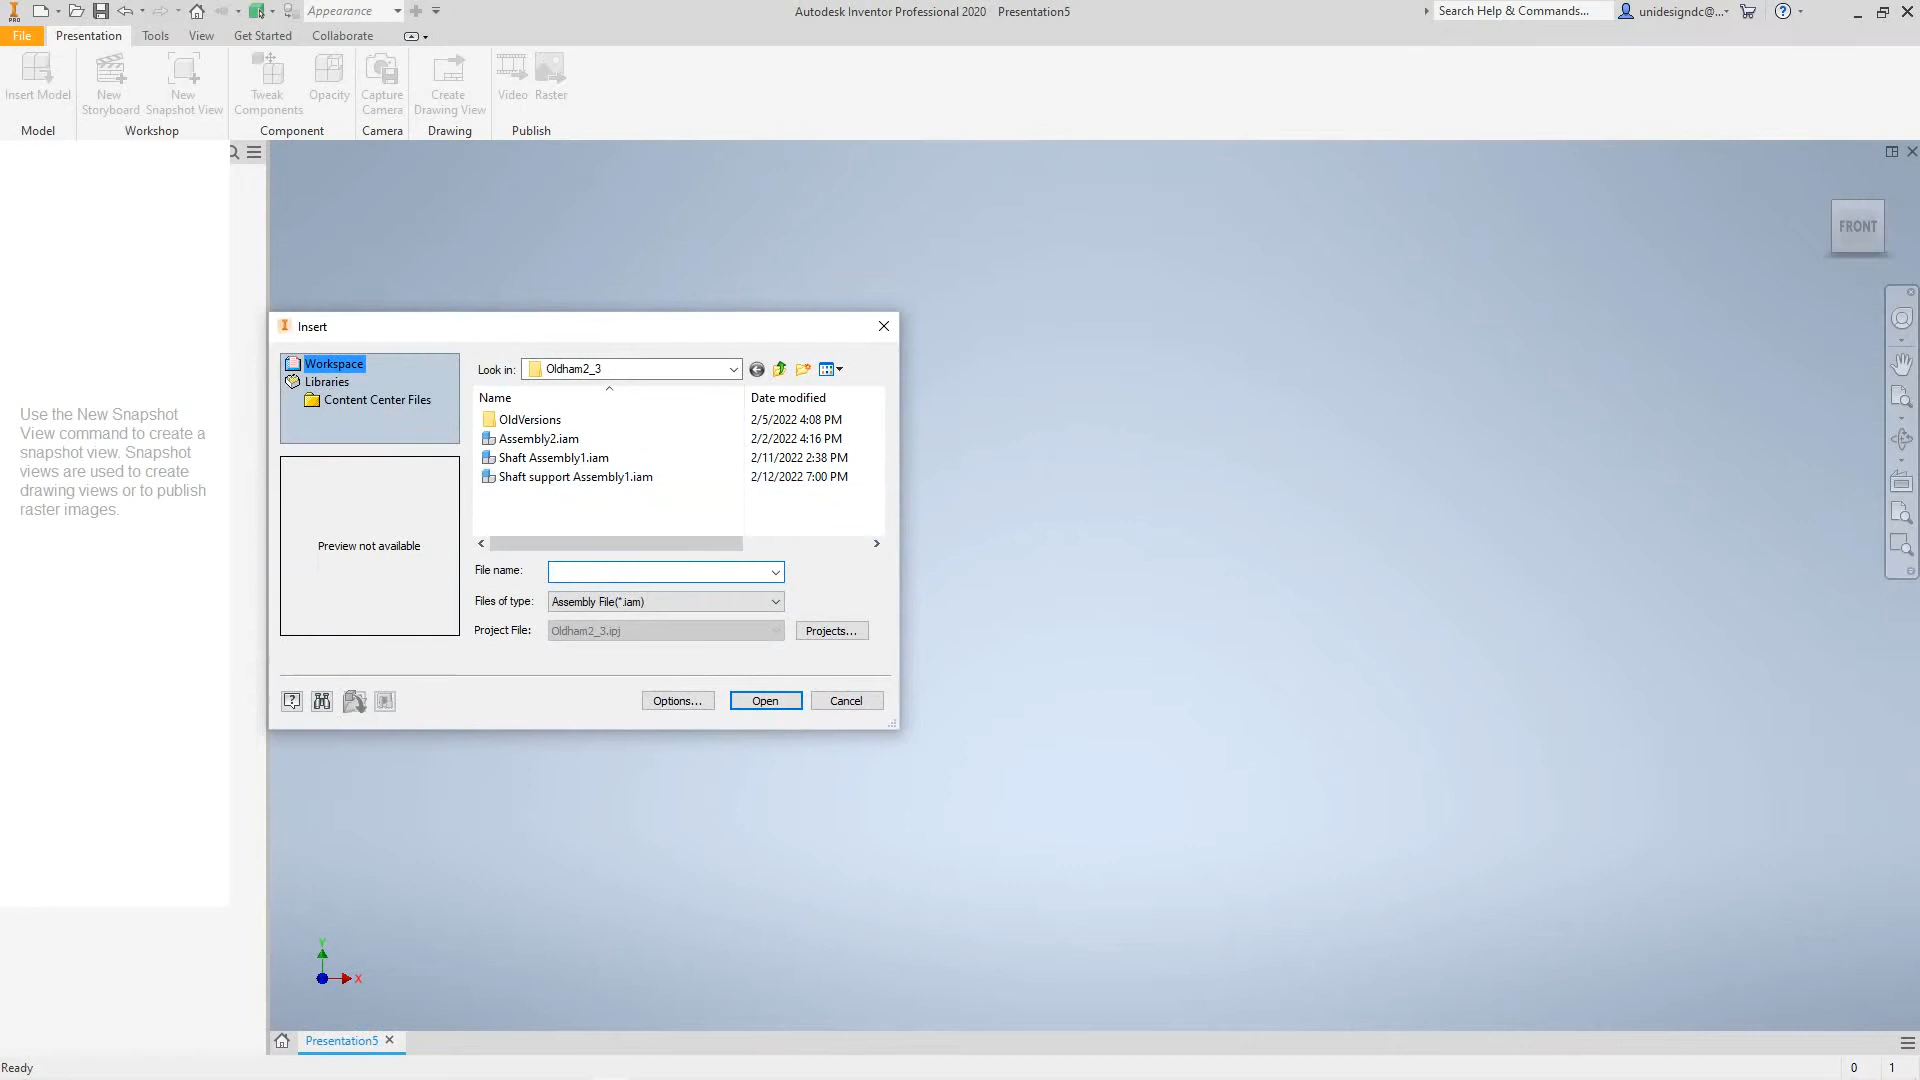 Appearance
Autodesk Inventor Professional 2020 Presentation5
Search Help & Commands...
unidesigndc@...
PRO
File Presentation Tools View Get Started Collaborate
Insert Model
New
Storyboard
New
Snapshot View
Tweak
Components
Opacity
Capture
Camera
Create
Drawing View
Video
Raster
Model Workshop Component Camera Drawing Publish
FRONT
Use the New Snapshot
View command to create a
snapshot view. Snapshot
views are used to create
drawing views or to publish
raster images.
Insert
Workspace
Libraries
Content Center Files
Preview not available
Look in: Oldham2_3
Name Date modified
OldVersions 2/5/2022 4:08 PM
Assembly2.iam 2/2/2022 4:16 PM
Shaft Assembly1.iam 2/11/2022 2:38 PM
Shaft support Assembly1.iam 2/12/2022 7:00 PM
File name:
Files of type: Assembly File(*.iam)
Project File: Oldham2_3.ipj Projects...
Options... Open Cancel
Y
X
Presentation5
Ready 0 1